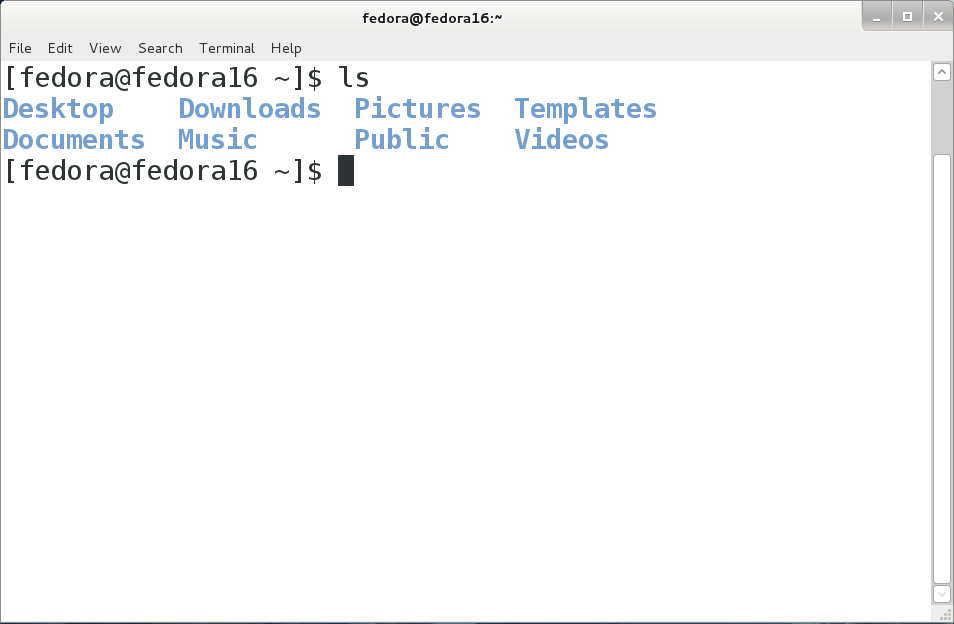 fedora@fedora16:~
File Edit View Search Terminal Help
[fedora@fedora16 ~]$ ls
Desktop    Downloads  Pictures  Templates
Documents  Music      Public    Videos
[fedora@fedora16 ~]$